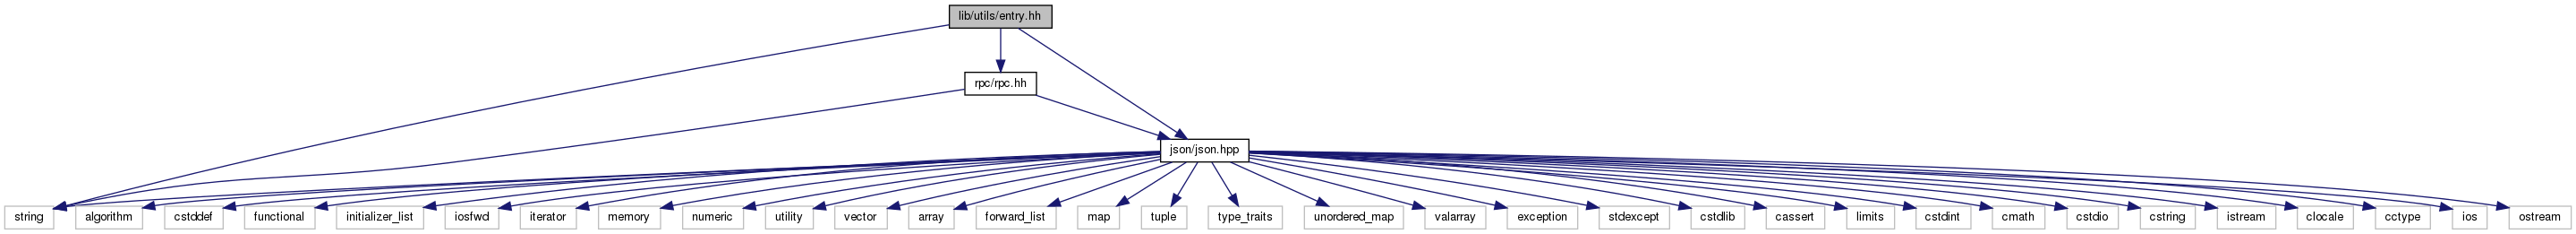 lib/utils/entry.hh
rpc/rpc.hh
json/json.hpp
string
algorithm
cstddef
functional
initializer_list
iosfwd
iterator
memory
numeric
utility
vector
array
forward_list
map
tuple
type_traits
unordered_map
valarray
exception
stdexcept
cstdlib
cassert
limits
cstdint
cmath
cstdio
cstring
istream
clocale
cctype
ios
ostream